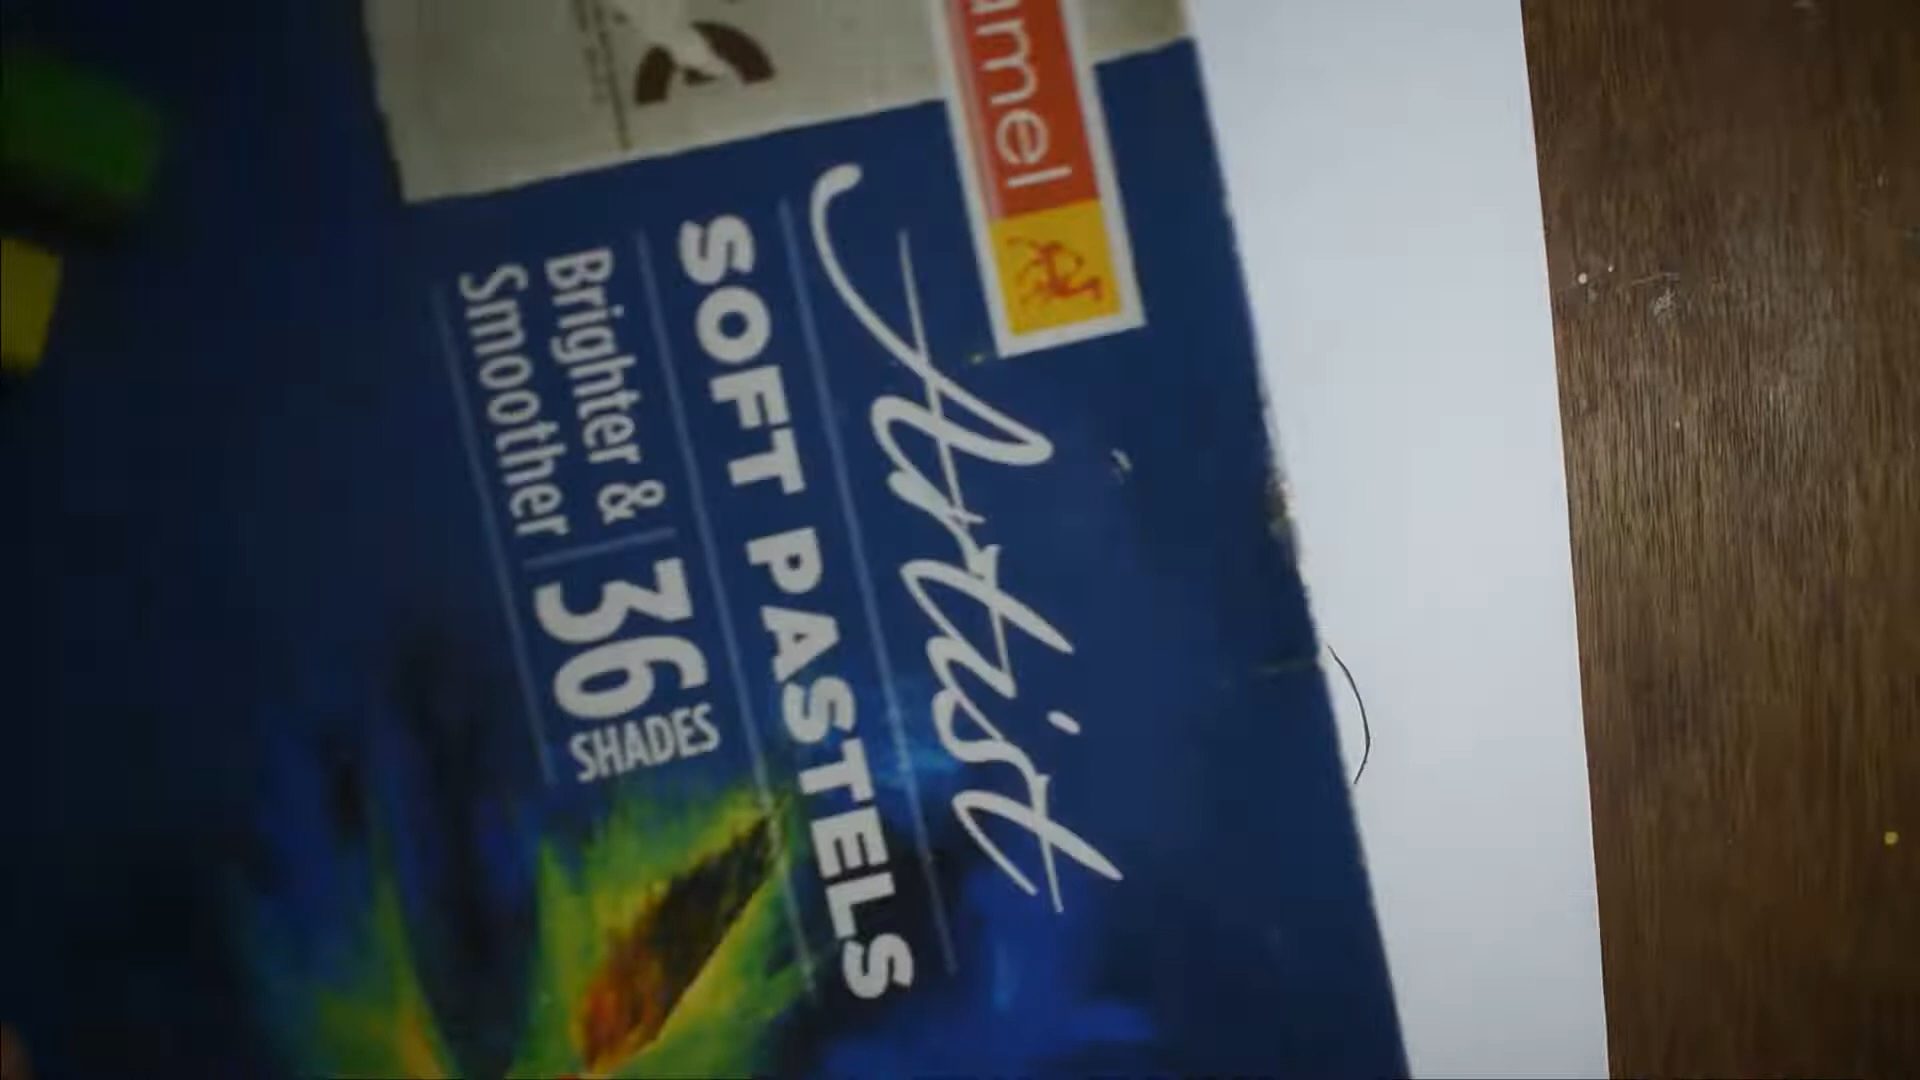 amel
Artist
SOFT PASTELS
Brighter &
Smoother
36
SHADES